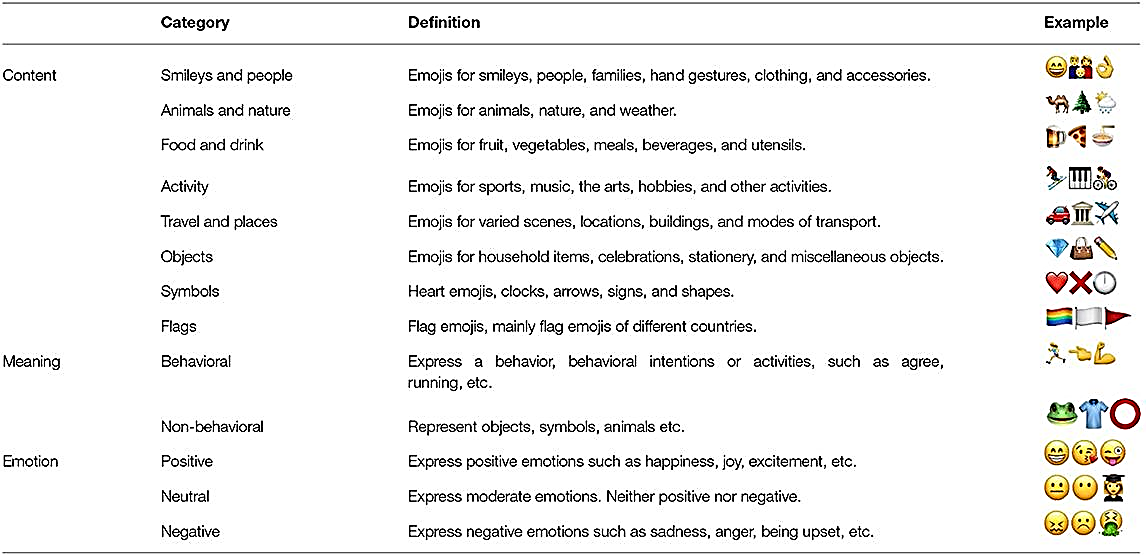 Category Definition Example
Content Smileys and people Emojis for smileys, people, families, hand gestures, clothing, and accessories.
Animals and nature Emojis for animals, nature, and weather.
Food and drink Emojis for fruit, vegetables, meals, beverages, and utensils.
Activity Emojis for sports, music, the arts, hobbies, and other activities.
Travel and places Emojis for varied scenes, locations, buildings, and modes of transport.
Objects Emojis for household items, celebrations, stationery, and miscellaneous objects.
Symbols Heart emojis, clocks, arrows, signs, and shapes.
Flags Flag emojis, mainly flag emojis of different countries.
Meaning Behavioral Express a behavior, behavioral intentions or activities, such as agree,
running, etc.
Non-behavioral Represent objects, symbols, animals etc.
Emotion Positive Express positive emotions such as happiness, joy, excitement, etc.
Neutral Express moderate emotions. Neither positive nor negative.
Negative Express negative emotions such as sadness, anger, being upset, etc.